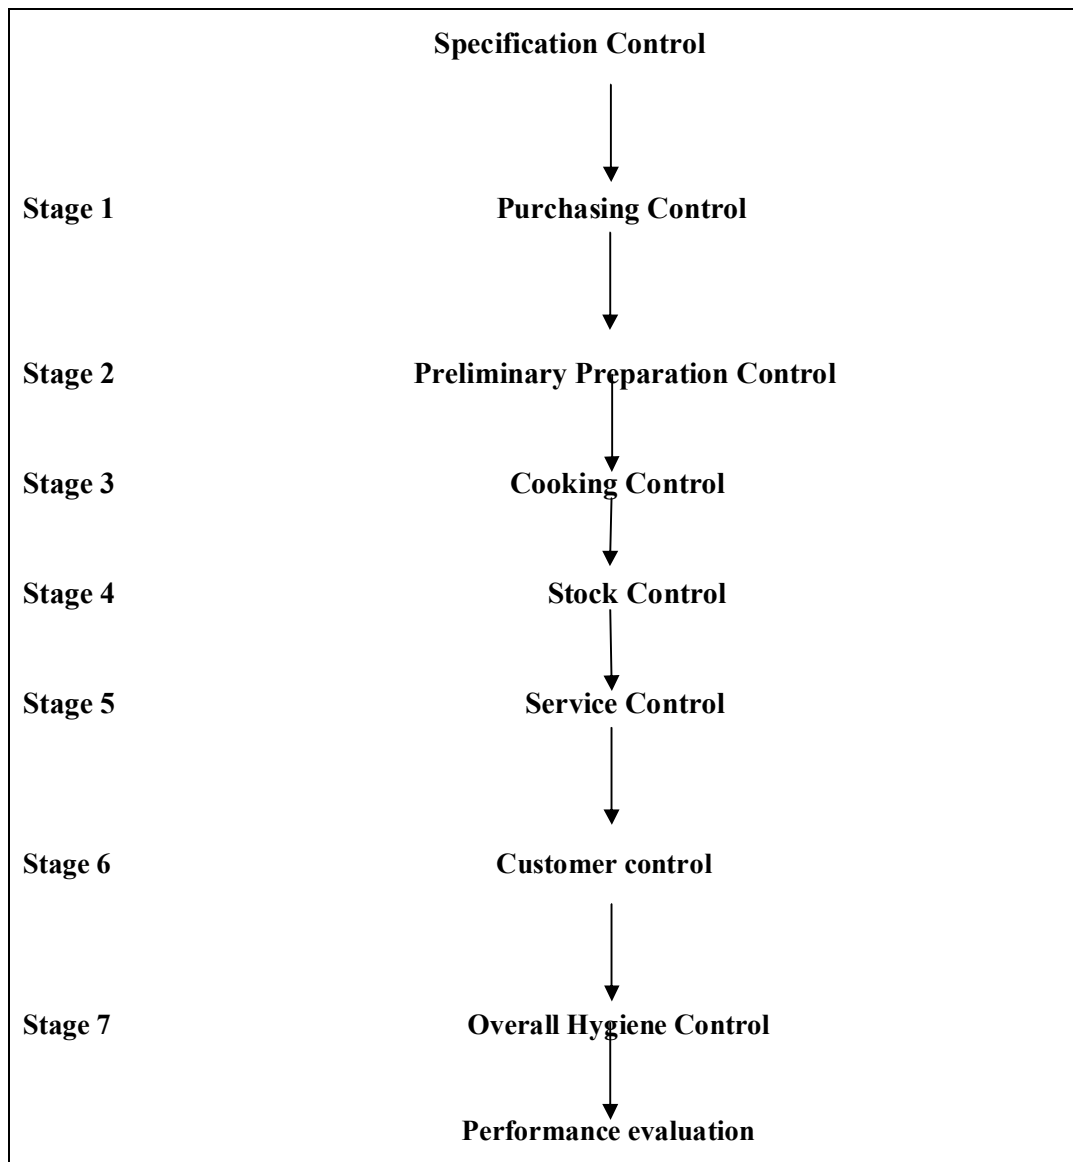 Specification Control
Stage 1 Purchasing Control
Stage 2 Preliminary Preparation Control
Stage 3 Cooking Control
Stage 4 Stock Control
Stage 5 Service Control
Stage 6 Customer control
Stage 7 Overall Hygiene Control
Performance evaluation